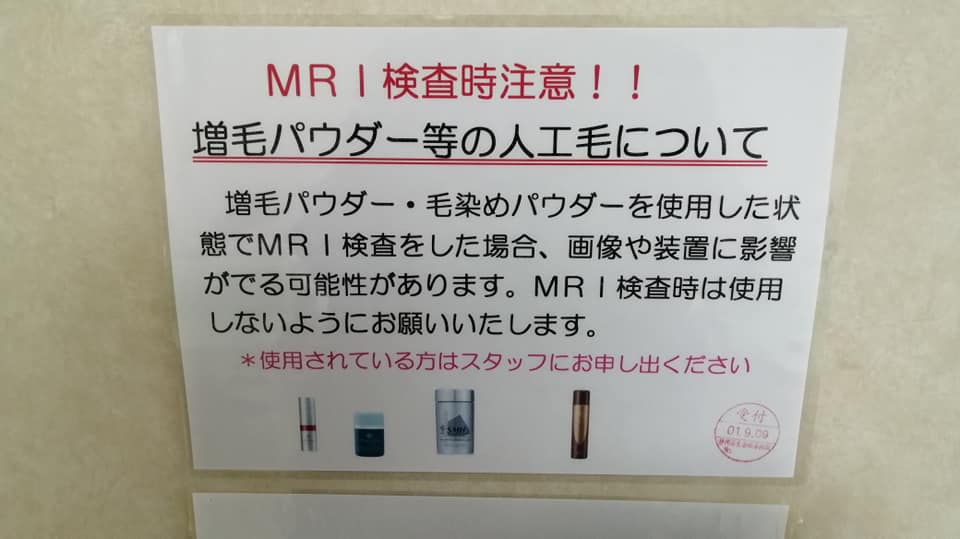 MRI検査時注意！！
増毛パウダー等の人工毛について
増毛パウダー・毛染めパウダーを使用した状
態でMRI検査をした場合、画像や装置に影響
がでる可能性があります。MRI検査時は使用
しないようにお願いいたします。
＊使用されている方はスタッフにお申し出ください
受付
01.9.09